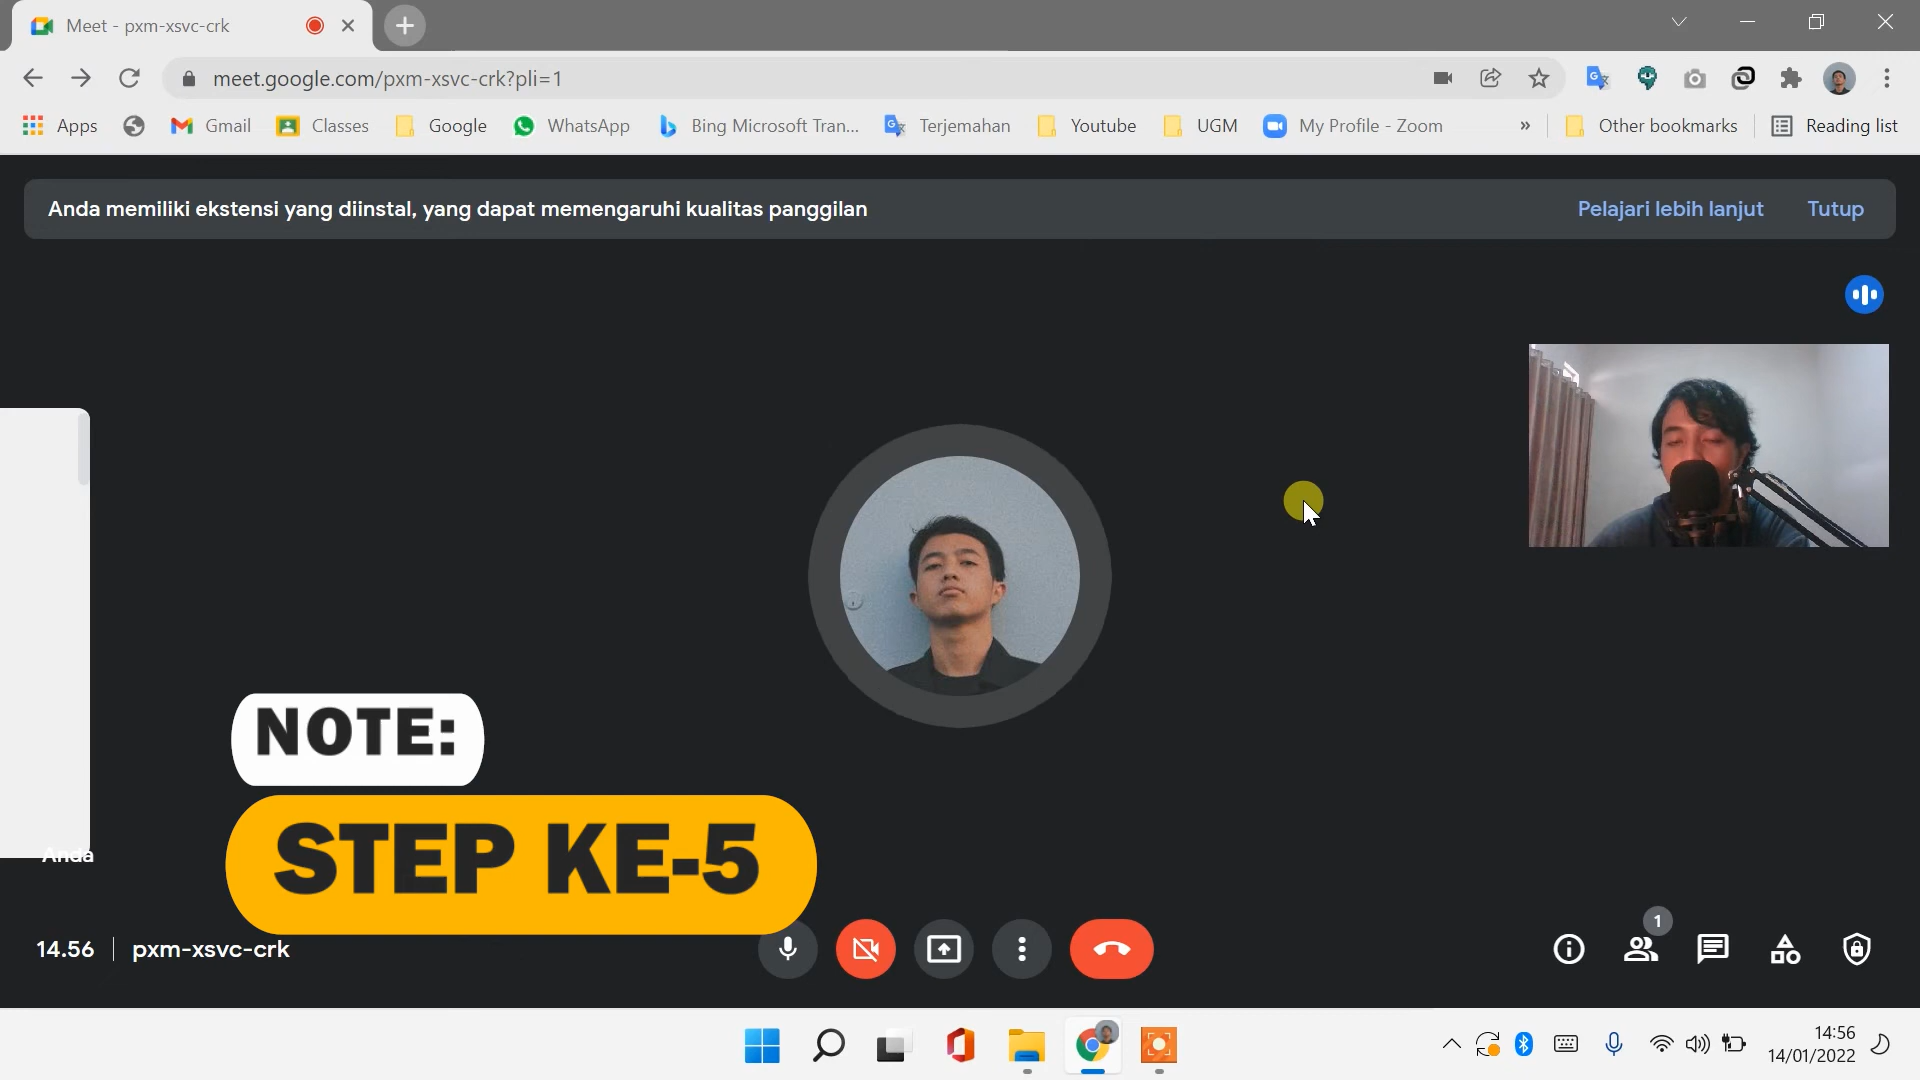 Meet - pxm-xsvc-crk
meet.google.com/pxm-xsvc-crk?pli=1
Apps Gmail Classes Google WhatsApp Bing Microsoft Tran... Terjemahan Youtube UGM My Profile - Zoom » Other bookmarks Reading list
Anda memiliki ekstensi yang diinstal, yang dapat memengaruhi kualitas panggilan Pelajari lebih lanjut Tutup
NOTE:
STEP KE-5
Anda
14.56 pxm-xsvc-crk
1
14:56
14/01/2022